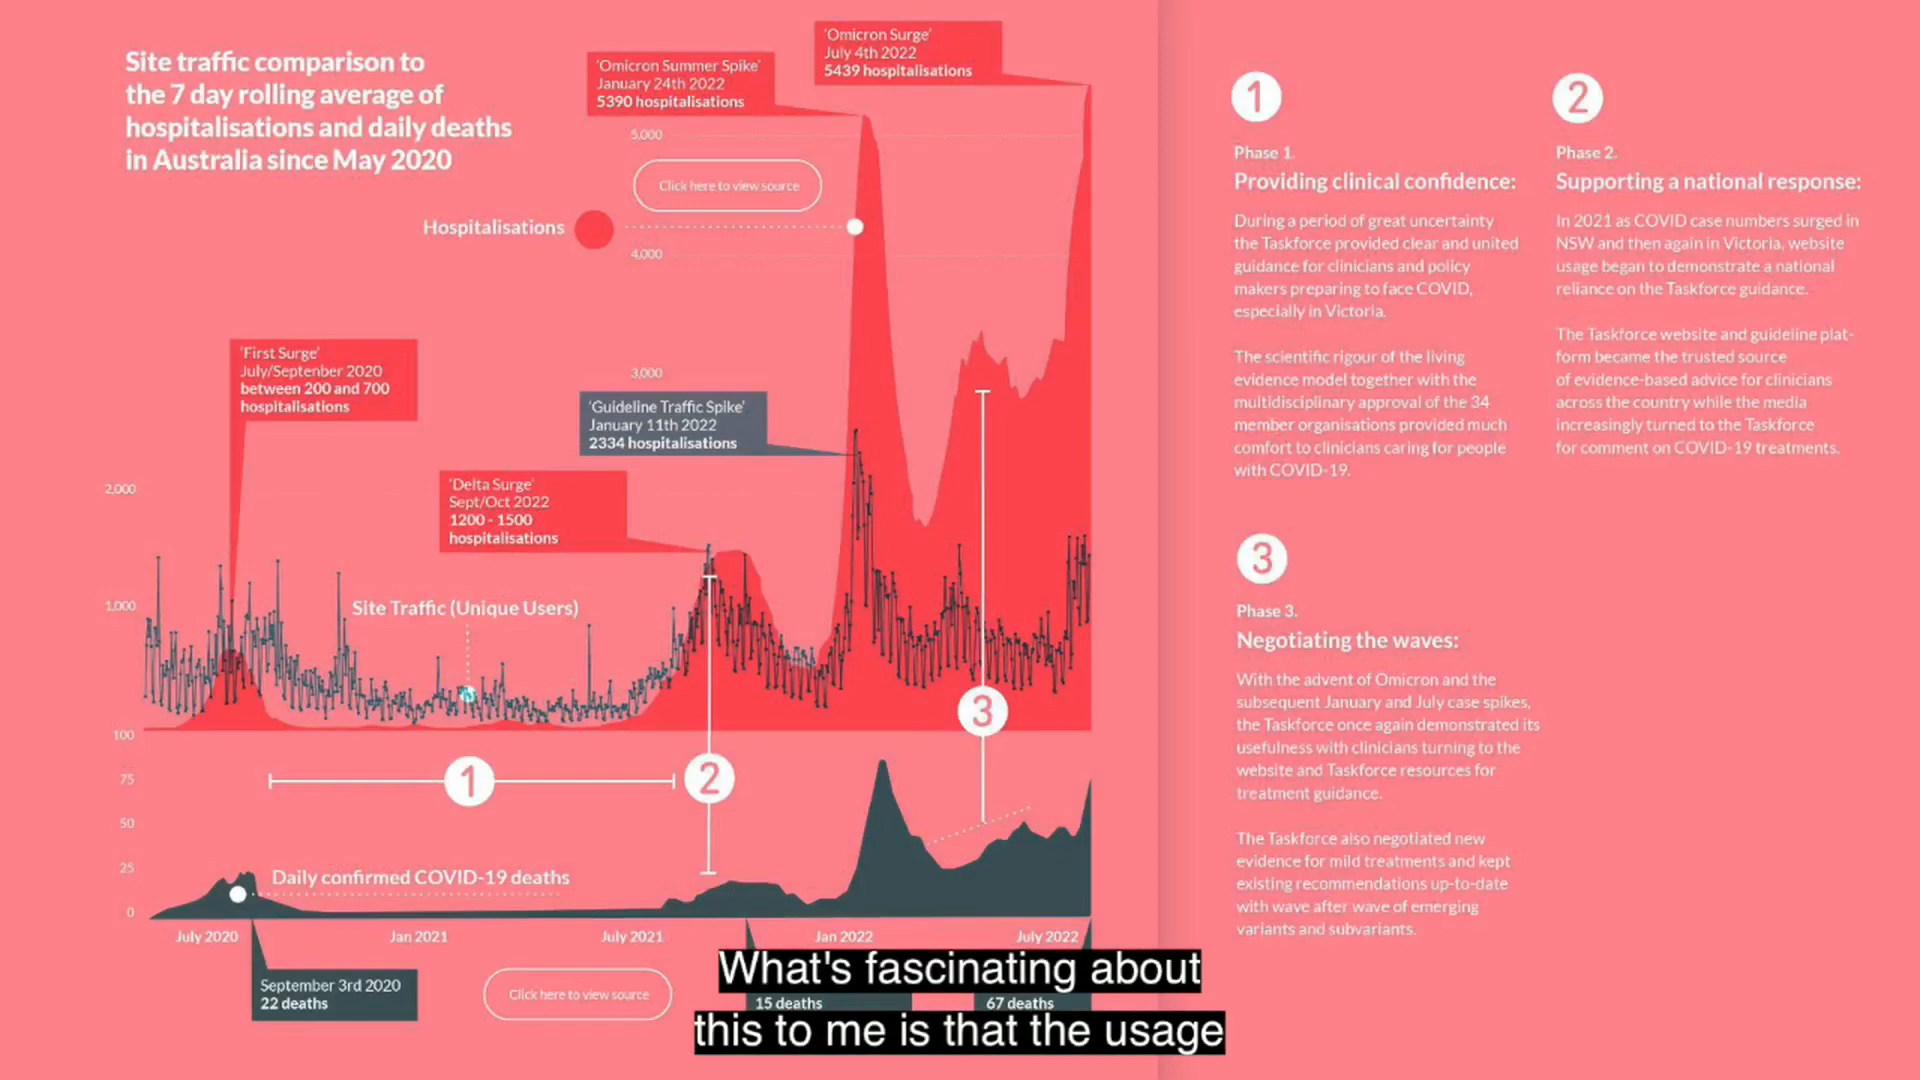 Site traffic comparison to
the 7 day rolling average of
hospitalisations and daily deaths
in Australia since May 2020
'Omicron Summer Spike'
January 24th 2022
5390 hospitalisations
'Omicron Surge'
July 4th 2022
5439 hospitalisations
5,000
Click here to view source
Hospitalisations
4,000
'First Surge'
July/Septenber 2020
between 200 and 700
hospitalisations
3,000
'Guideline Traffic Spike'
January 11th 2022
2334 hospitalisations
'Delta Surge'
Sept/Oct 2022
1200 - 1500
hospitalisations
2,000
1,000
Site Traffic (Unique Users)
100
75
50
25
0
1
2
3
Daily confirmed COVID-19 deaths
July 2020
Jan 2021
July 2021
Jan 2022
July 2022
September 3rd 2020
22 deaths
Click here to view source
15 deaths
67 deaths
1
Phase 1.
Providing clinical confidence:
During a period of great uncertainty
the Taskforce provided clear and united
guidance for clinicians and policy
makers preparing to face COVID,
especially in Victoria.
The scientific rigour of the living
evidence model together with the
multidisciplinary approval of the 34
member organisations provided much
comfort to clinicians caring for people
with COVID-19.
2
Phase 2.
Supporting a national response:
In 2021 as COVID case numbers surged in
NSW and then again in Victoria, website
usage began to demonstrate a national
reliance on the Taskforce guidance.
The Taskforce website and guideline plat-
form became the trusted source
of evidence-based advice for clinicians
across the country while the media
increasingly turned to the Taskforce
for comment on COVID-19 treatments.
3
Phase 3.
Negotiating the waves:
With the advent of Omicron and the
subsequent January and July case spikes,
the Taskforce once again demonstrated its
usefulness with clinicians turning to the
website and Taskforce resources for
treatment guidance.
The Taskforce also negotiated new
evidence for mild treatments and kept
existing recommendations up-to-date
with wave after wave of emerging
variants and subvariants.
What's fascinating about
this to me is that the usage